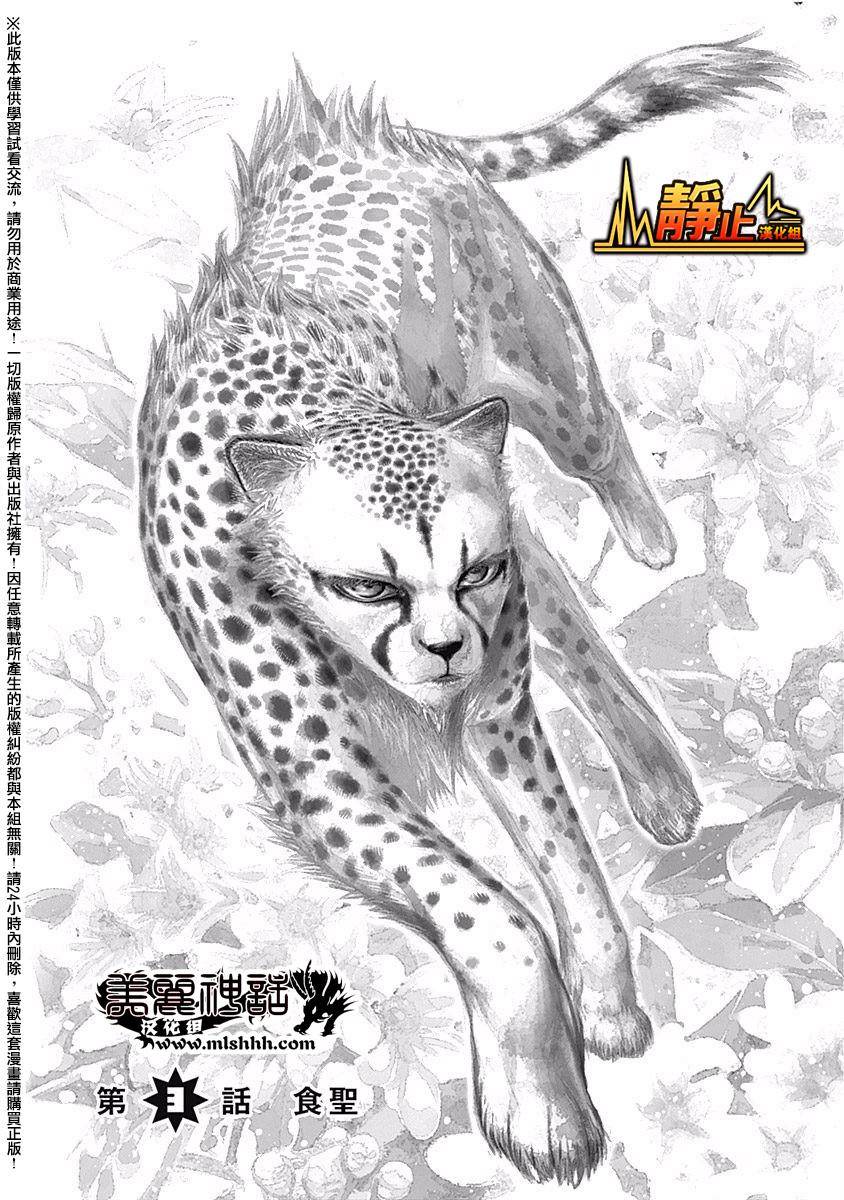 ※此版本僅供學習試看交流，請勿用於商業用途！一切版權歸原作者與出版社擁有！因任意轉載所產生的版權糾紛都與本組無關！請24小時內刪除，喜歡這套漫畫請購買正版！
靜止
漢化組
美麗神話
汉化组
www.mlshhh.com
第3話 食聖